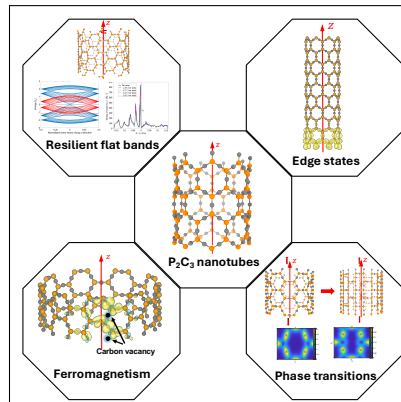 z
Resilient flat bands
Z
Edge states
P₂C₃ nanotubes
z
Carbon vacancy
Ferromagnetism
z
z
Phase transitions